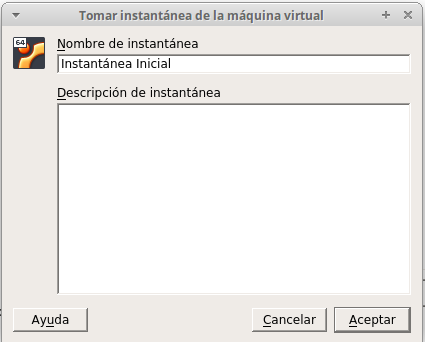 Tomar instantánea de la máquina virtual
64
Nombre de instantánea
Instantánea Inicial
Descripción de instantánea
Ayuda
Cancelar
Aceptar